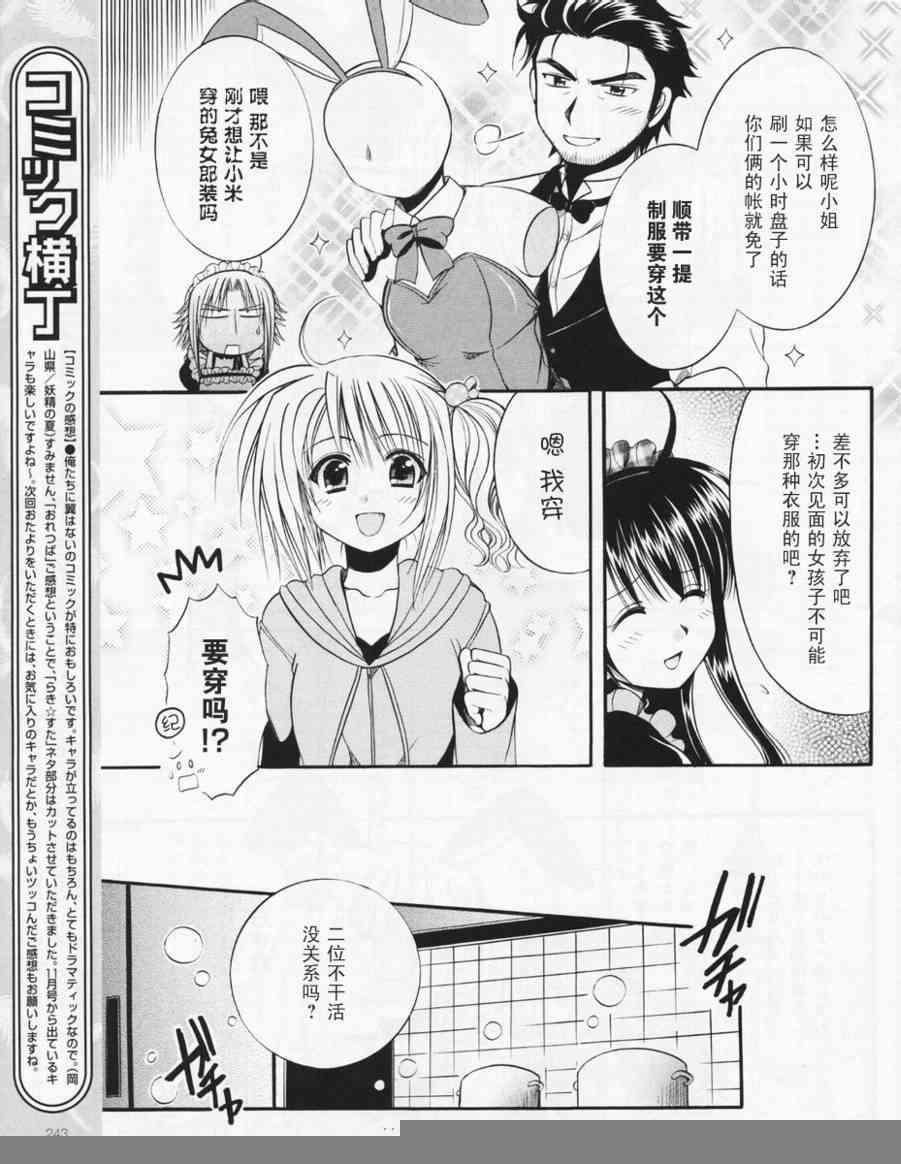 怎么样呢小姐
如果可以
刷一个小时盘子的话
你们俩的帐就免了
顺带一提
制服要穿这个
喂 那不是
刚才想让小米
穿的兔女郎装吗
差不多可以放弃了吧
…初次见面的女孩子不可能
穿那种衣服的吧？
嗯 我穿
要穿吗!?
纪
二位不干活
没关系吗？
ガチャ
ガチャ
コミック横丁
【コミックの感想】●俺たちに翼はないのコミックが特におもしろいです。キャラが立ってるのはもちろん、とてもドラマティックなので。（岡
山県／妖精の夏）すみません、「おれつば」ご感想ということで、「らき☆すた」ネタ部分はカットさせていただきました。11月号から出ているキ
ャラも楽しいですよね～。次回おたよりをいただくときには、お気に入りのキャラだとか、もうちょいツッコんだご感想もお願いしますね。
243